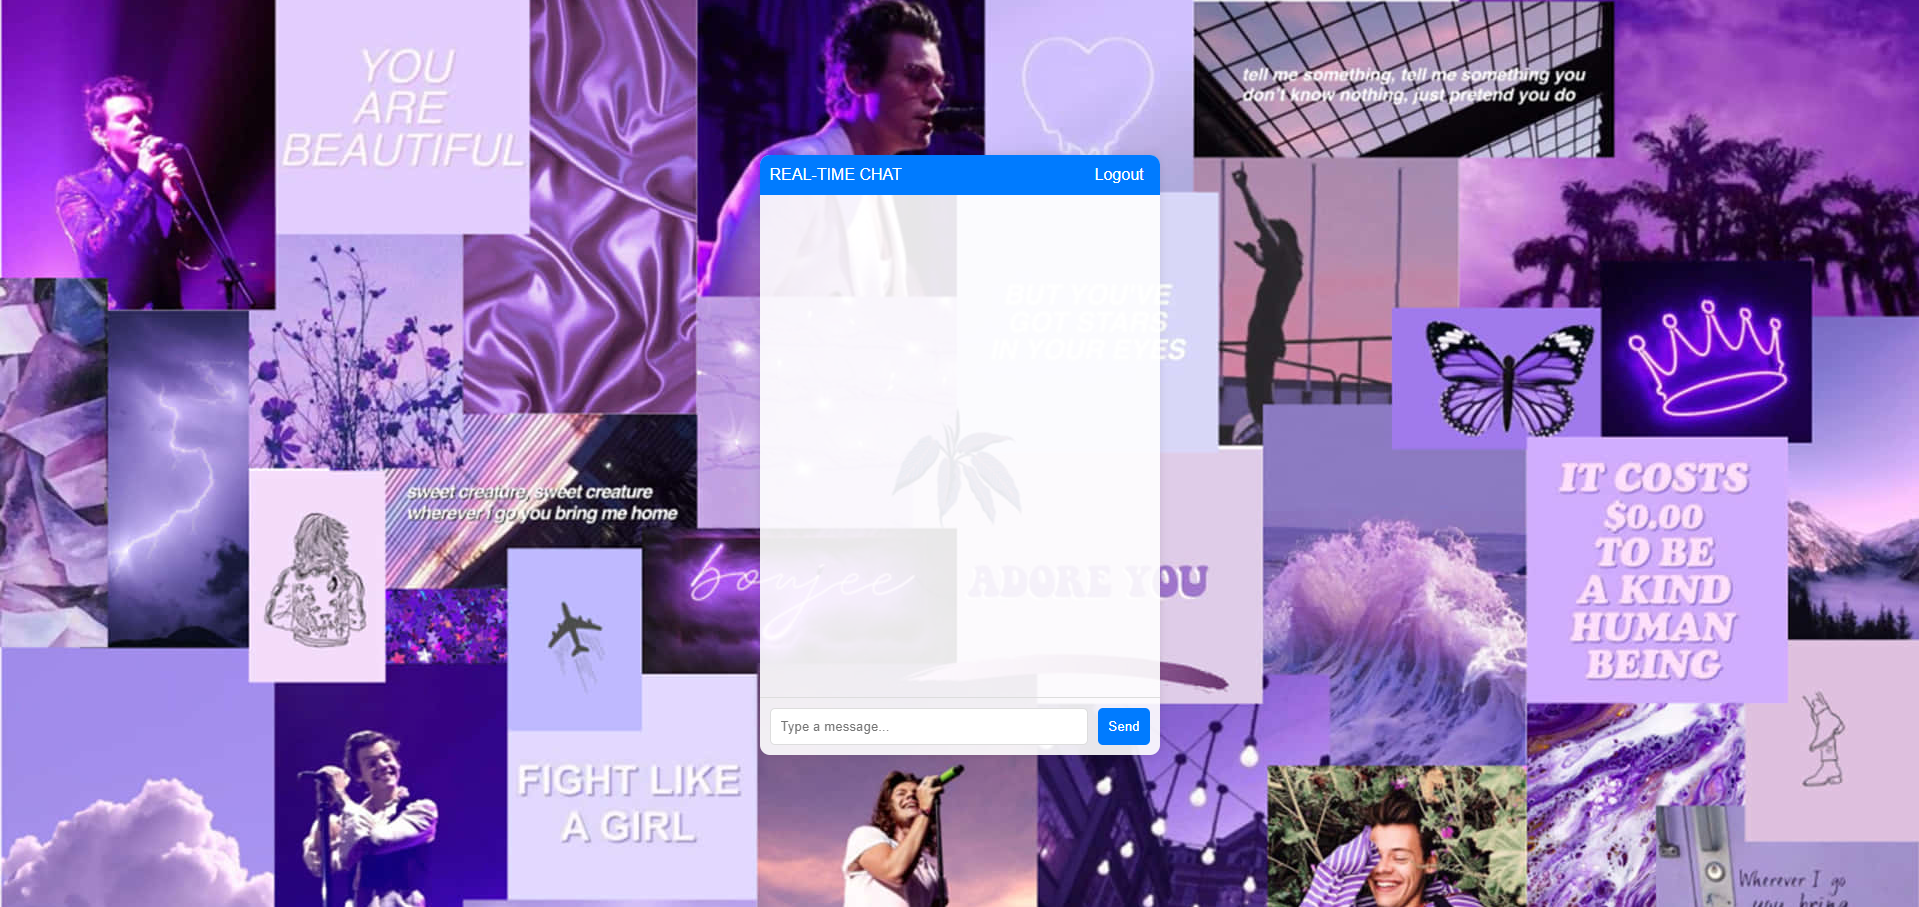 YOU
ARE
BEAUTIFUL
tell me something, tell me something you
don't know nothing, just pretend you do
REAL-TIME CHAT
Logout
BUT YOU'VE
GOT STARS
IN YOUR EYES
sweet creature, sweet creature
wherever I go you bring me home
IT COSTS
$0.00
TO BE
A KIND
HUMAN
BEING
boujee
ADORE YOU
Type a message...
Send
FIGHT LIKE
A GIRL
Wherever I go
you bring